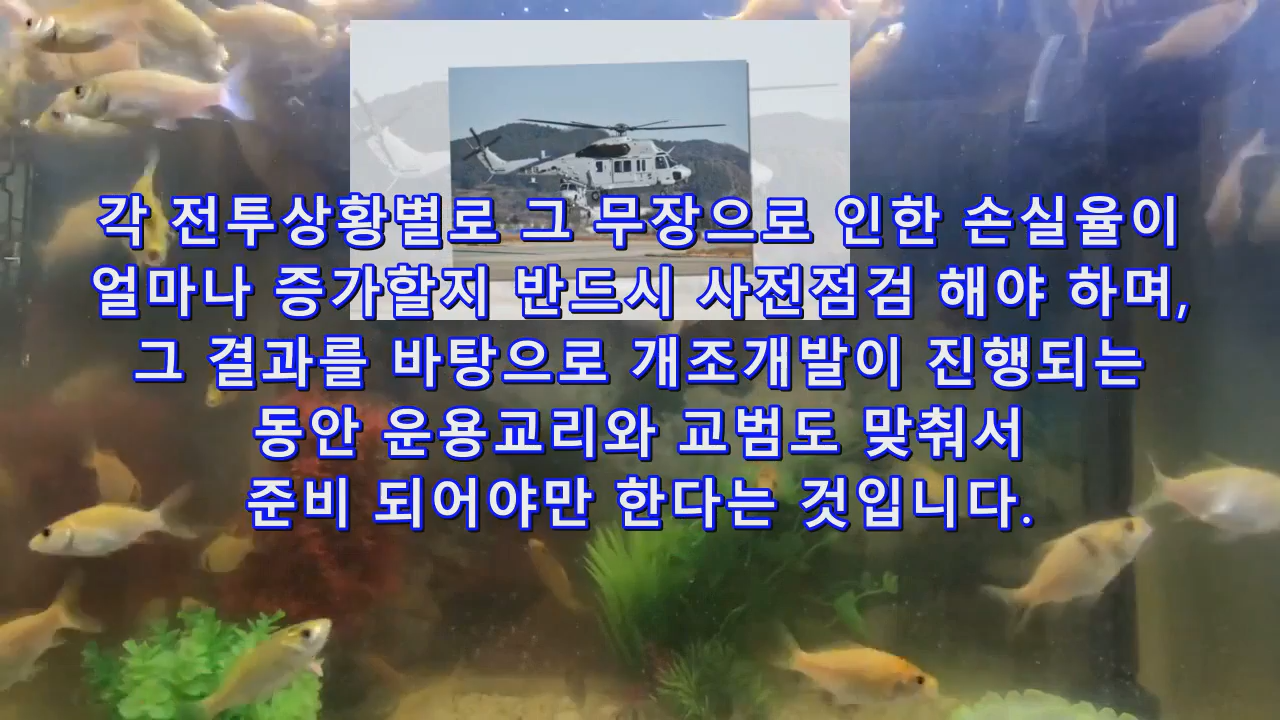 각 전투상황별로 그 무장으로 인한 손실율이
얼마나 증가할지 반드시 사전점검 해야 하며,
그 결과를 바탕으로 개조개발이 진행되는
동안 운용교리와 교범도 맞춰서
준비 되어야만 한다는 것입니다.